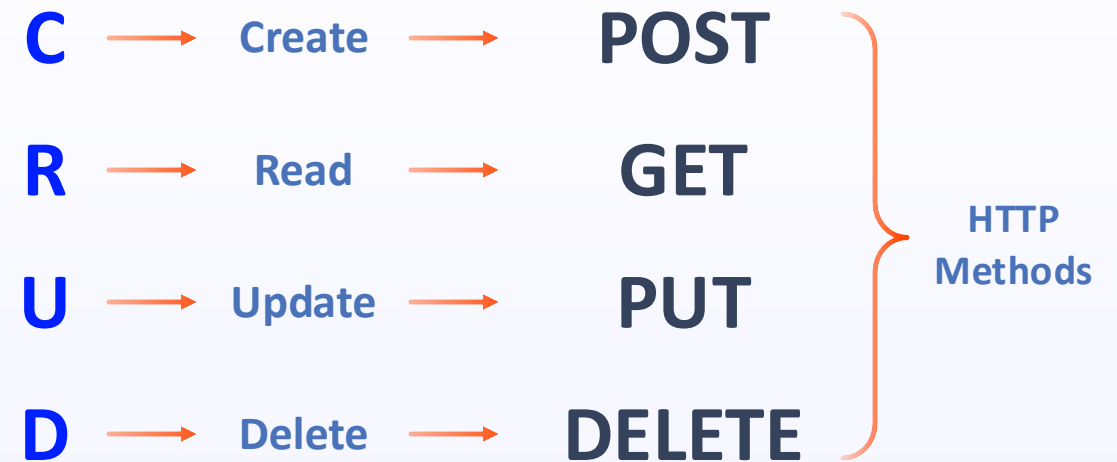 C Create POST
R Read GET
HTTP
Methods
U Update PUT
D Delete DELETE